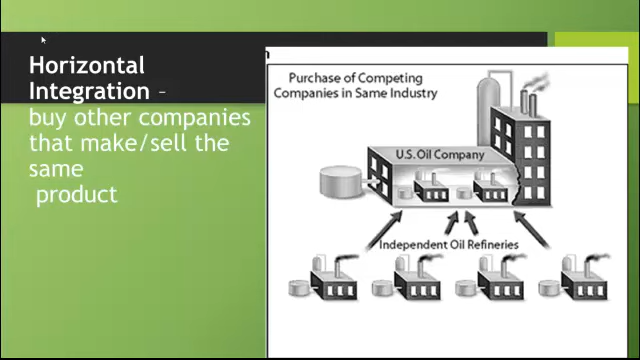 Horizontal
Integration –
buy other companies
that make/sell the
same
product
n
Purchase of Competing
Companies in Same Industry
U.S. Oil Company
Independent Oil Refineries